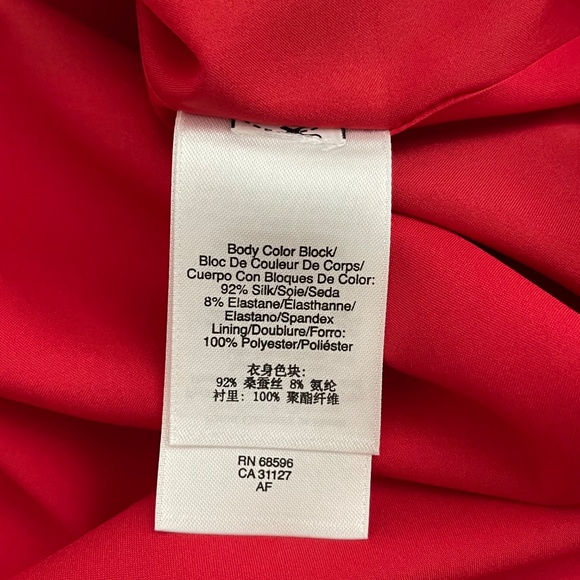 Body Color Block/
Bloc De Couleur De Corps/
Cuerpo Con Bloques De Color:
92% Silk/Soie/Seda
8% Elastane/Élasthanne/
Elastano/Spandex
Lining/Doublure/Forro:
100% Polyester/Poliéster
衣身色块:
92% 桑蚕丝 8% 氨纶
衬里: 100% 聚酯纤维
RN 68596
CA 31127
AF